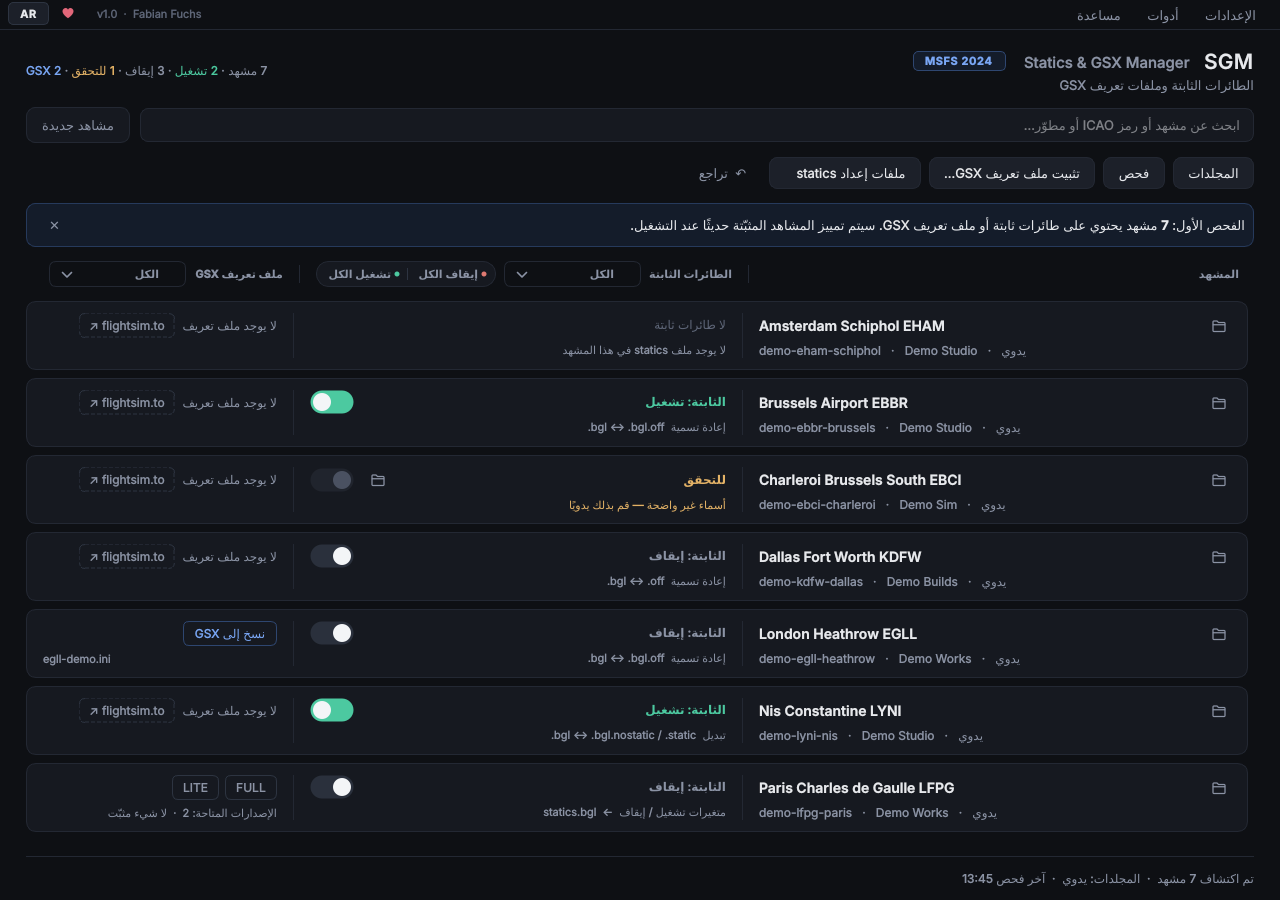 الإعدادات أدوات مساعدة
v1.0 · Fabian Fuchs AR
SGM Statics & GSX Manager MSFS 2024
الطائرات الثابتة وملفات تعريف GSX
7 مشهد · 2 تشغيل · 3 إيقاف · 1 للتحقق · GSX 2
ابحث عن مشهد أو رمز ICAO أو مطوّر...
مشاهد جديدة
المجلدات فحص تثبيت ملف تعريف GSX... ملفات إعداد statics ↶ تراجع
الفحص الأول: 7 مشهد يحتوي على طائرات ثابتة أو ملف تعريف GSX. سيتم تمييز المشاهد المثبّتة حديثًا عند التشغيل. ×
المشهد الطائرات الثابتة الكل إيقاف الكل تشغيل الكل ملف تعريف GSX الكل
Amsterdam Schiphol EHAM
demo-eham-schiphol · Demo Studio · يدوي
لا طائرات ثابتة
لا يوجد ملف statics في هذا المشهد
لا يوجد ملف تعريف flightsim.to ↗
Brussels Airport EBBR
demo-ebbr-brussels · Demo Studio · يدوي
الثابتة: تشغيل
إعادة تسمية .bgl ↔ .bgl.off
لا يوجد ملف تعريف flightsim.to ↗
Charleroi Brussels South EBCI
demo-ebci-charleroi · Demo Sim · يدوي
للتحقق
أسماء غير واضحة — قم بذلك يدويًا
لا يوجد ملف تعريف flightsim.to ↗
Dallas Fort Worth KDFW
demo-kdfw-dallas · Demo Builds · يدوي
الثابتة: إيقاف
إعادة تسمية .bgl ↔ .off
لا يوجد ملف تعريف flightsim.to ↗
London Heathrow EGLL
demo-egll-heathrow · Demo Works · يدوي
الثابتة: إيقاف
إعادة تسمية .bgl ↔ .bgl.off
نسخ إلى GSX
egll-demo.ini
Nis Constantine LYNI
demo-lyni-nis · Demo Studio · يدوي
الثابتة: تشغيل
تبديل .bgl ↔ .bgl.nostatic / .static
لا يوجد ملف تعريف flightsim.to ↗
Paris Charles de Gaulle LFPG
demo-lfpg-paris · Demo Works · يدوي
الثابتة: إيقاف
متغيرات تشغيل / إيقاف ← statics.bgl
FULL LITE
الإصدارات المتاحة: 2 · لا شيء مثبّت
تم اكتشاف 7 مشهد · المجلدات: يدوي · آخر فحص 13:45